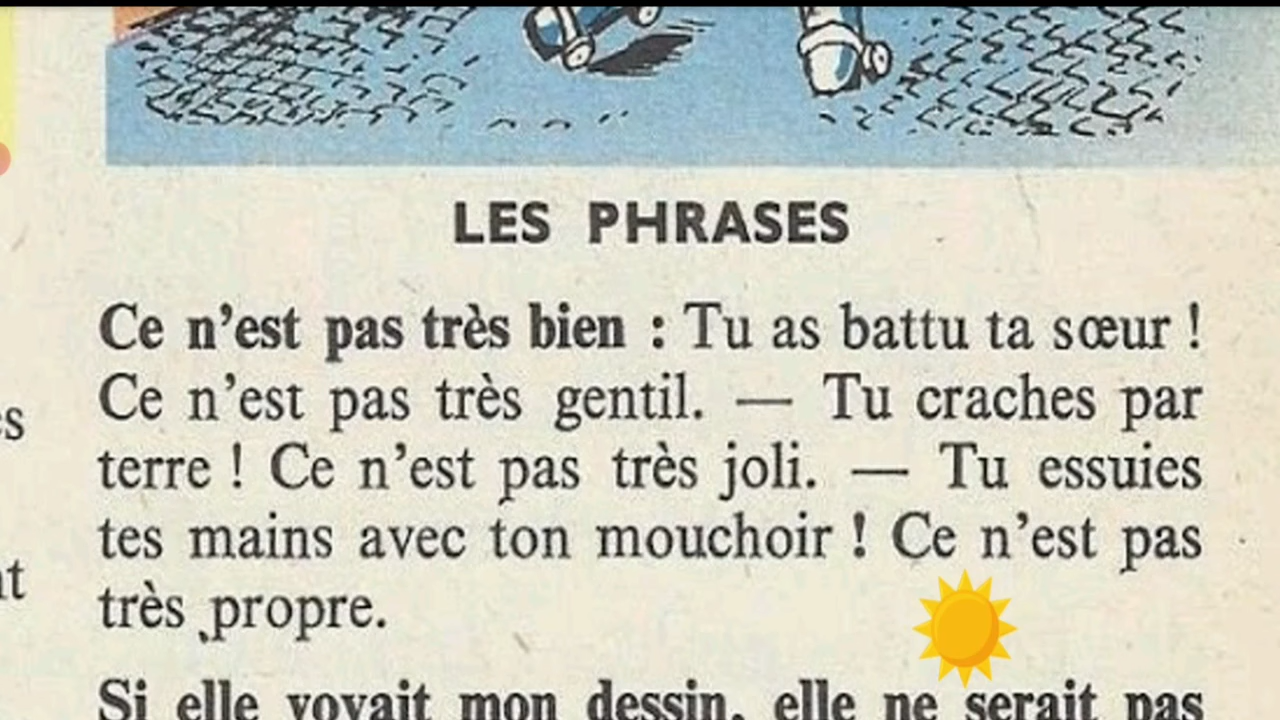 LES PHRASES
Ce n'est pas très bien : Tu as battu ta sœur !
Ce n'est pas très gentil. — Tu craches par
terre ! Ce n'est pas très joli. — Tu essuies
es
tes mains avec ton mouchoir ! Ce n'est pas
nt
très propre.
Si elle voyait mon dessin, elle ne serait pas